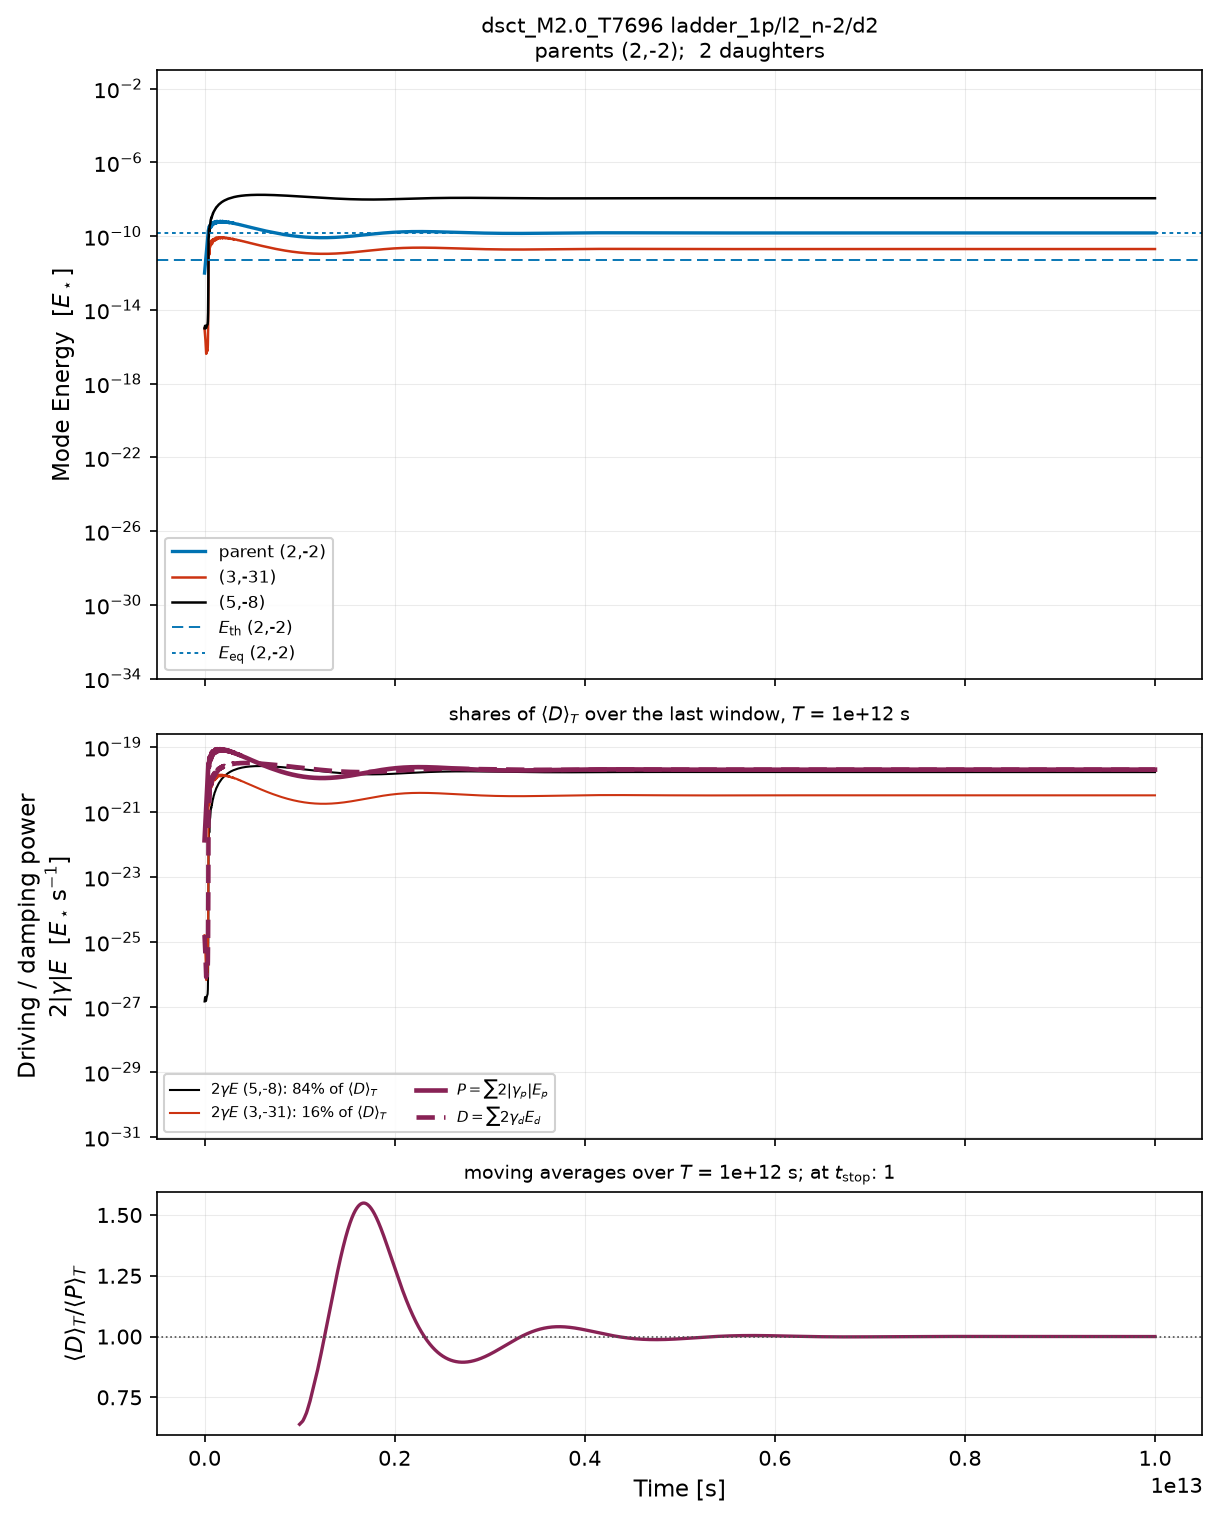 dsct_M2.0_T7696 ladder_1p/l2_n-2/d2
parents (2,-2);  2 daughters
10⁻²
10⁻⁶
10⁻¹⁰
10⁻¹⁴
10⁻¹⁸
10⁻²²
10⁻²⁶
10⁻³⁰
10⁻³⁴
Mode Energy [E⋆]
parent (2,-2)
(3,-31)
(5,-8)
E_th (2,-2)
E_eq (2,-2)
shares of ⟨D⟩_T over the last window, T = 1e+12 s
10⁻¹⁹
10⁻²¹
10⁻²³
10⁻²⁵
10⁻²⁷
10⁻²⁹
10⁻³¹
Driving / damping power
2|γ|E [E⋆ s⁻¹]
2γE (5,-8): 84% of ⟨D⟩_T
2γE (3,-31): 16% of ⟨D⟩_T
P = ∑2|γ_p|E_p
D = ∑2γ_dE_d
moving averages over T = 1e+12 s; at t_stop: 1
1.50
1.25
1.00
0.75
⟨D⟩_T/⟨P⟩_T
0.0 0.2 0.4 0.6 0.8 1.0
1e13
Time [s]